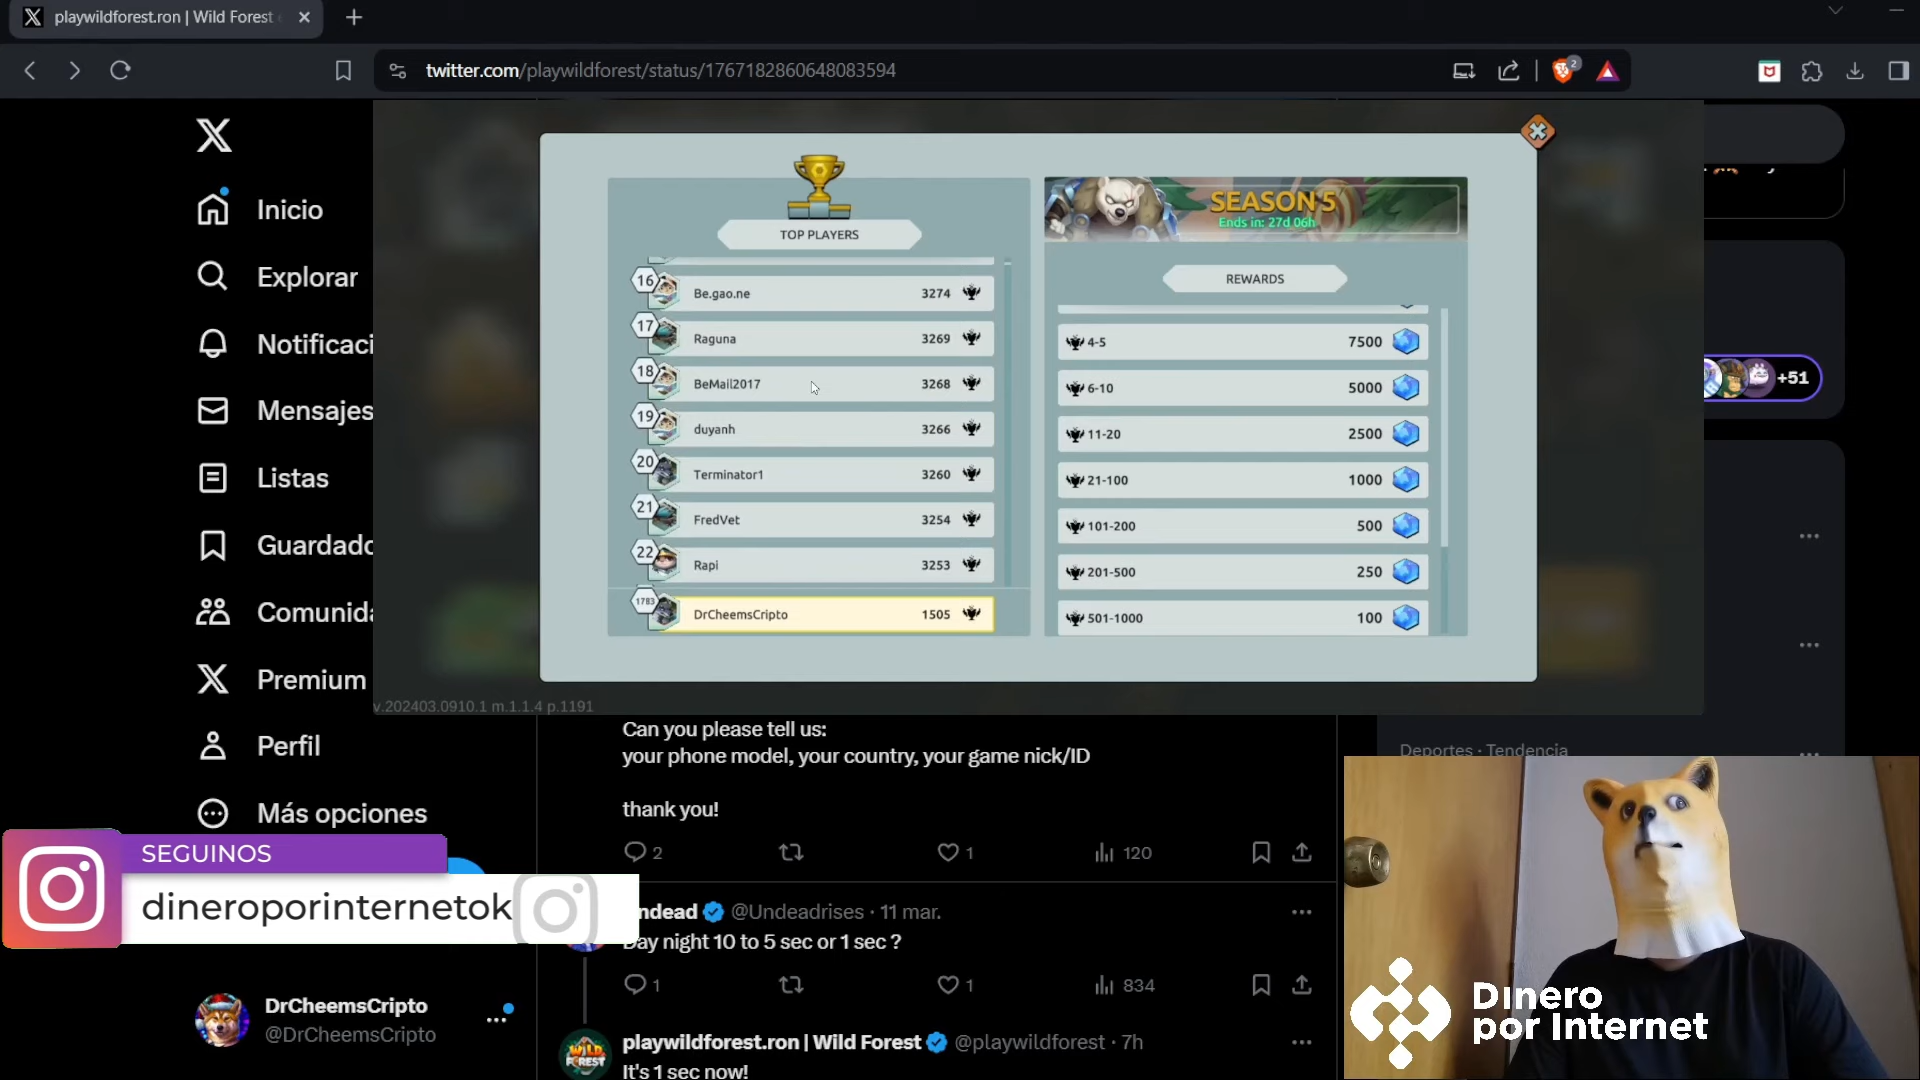 playwildforest.ron | Wild Forest
twitter.com/playwildforest/status/1767182860648083594
2
Inicio
Explorar
Notificaci
Mensajes
Listas
Guardado
Comunida
Premium
Perfil
Más opciones
TOP PLAYERS
16 Be.gao.ne 3274
17 Raguna 3269
18 BeMail2017 3268
19 duyanh 3266
20 Terminator1 3260
21 FredVet 3254
22 Rapi 3253
1783 DrCheemsCripto 1505
SEASON 5
Ends in: 27d 06h
REWARDS
4-5 7500
6-10 5000
11-20 2500
21-100 1000
101-200 500
201-500 250
501-1000 100
v.202403.0910.1 m.1.1.4 p.1191
+51
Deportes · Tendencia
Can you please tell us:
your phone model, your country, your game nick/ID
thank you!
2 1 120
ndead @Undeadrises · 11 mar.
Day night 10 to 5 sec or 1 sec ?
1 1 834
playwildforest.ron | Wild Forest @playwildforest · 7h
It's 1 sec now!
SEGUINOS
dineroporinternetok
DrCheemsCripto
@DrCheemsCripto
WILD
FOREST
Dinero
por Internet